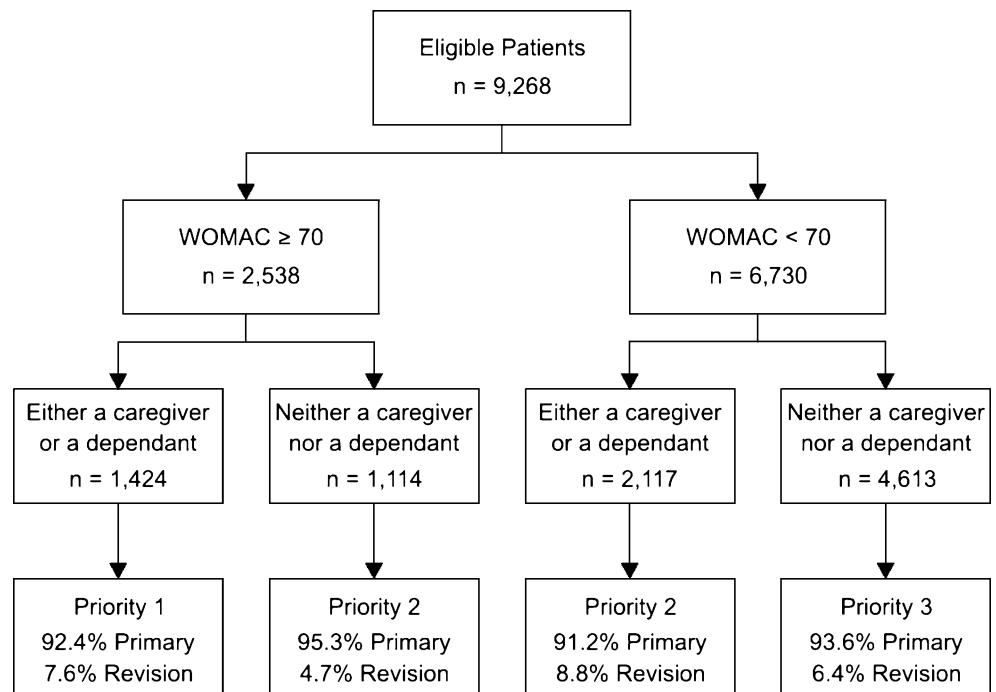 Eligible Patients
n = 9,268
WOMAC ≥ 70
n = 2,538
WOMAC < 70
n = 6,730
Either a caregiver
or a dependant
n = 1,424
Neither a caregiver
nor a dependant
n = 1,114
Either a caregiver
or a dependant
n = 2,117
Neither a caregiver
nor a dependant
n = 4,613
Priority 1
92.4% Primary
7.6% Revision
Priority 2
95.3% Primary
4.7% Revision
Priority 2
91.2% Primary
8.8% Revision
Priority 3
93.6% Primary
6.4% Revision